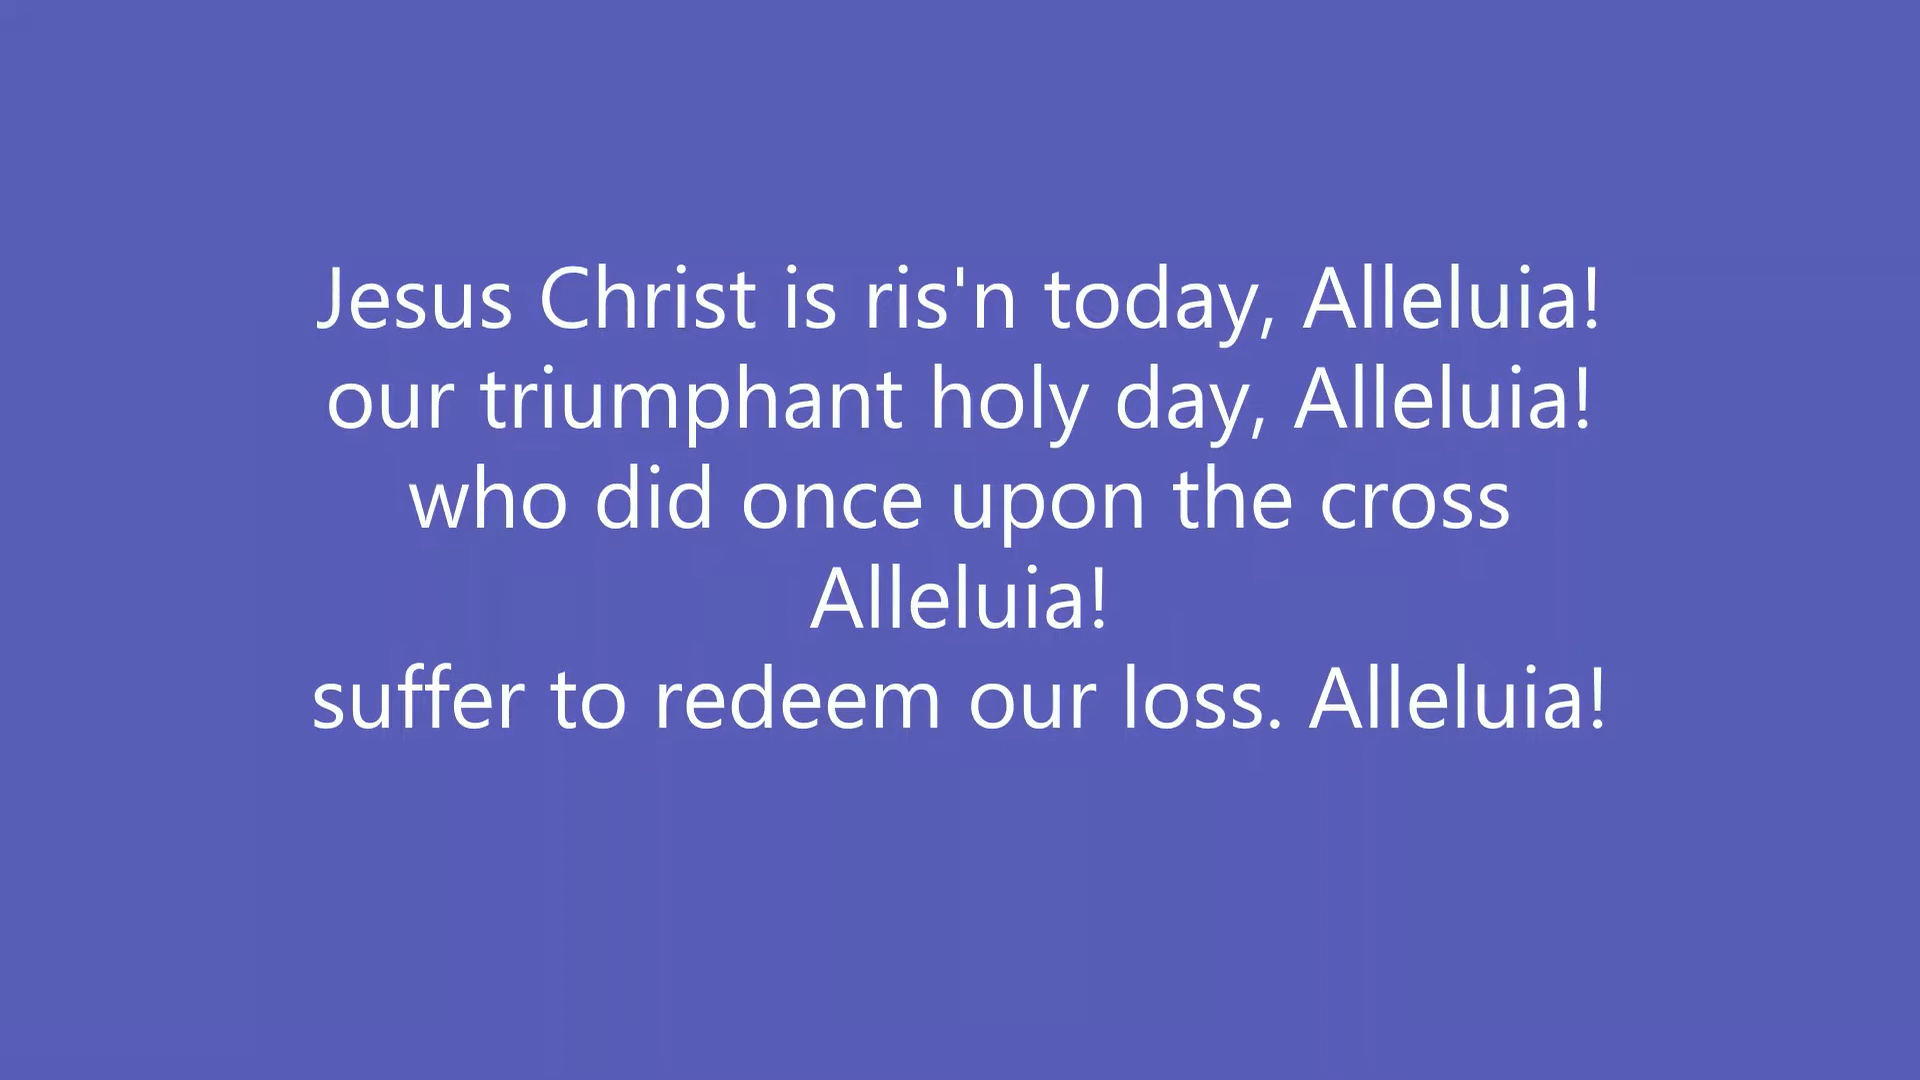 Jesus Christ is ris'n today, Alleluia!
our triumphant holy day, Alleluia!
who did once upon the cross
Alleluia!
suffer to redeem our loss. Alleluia!